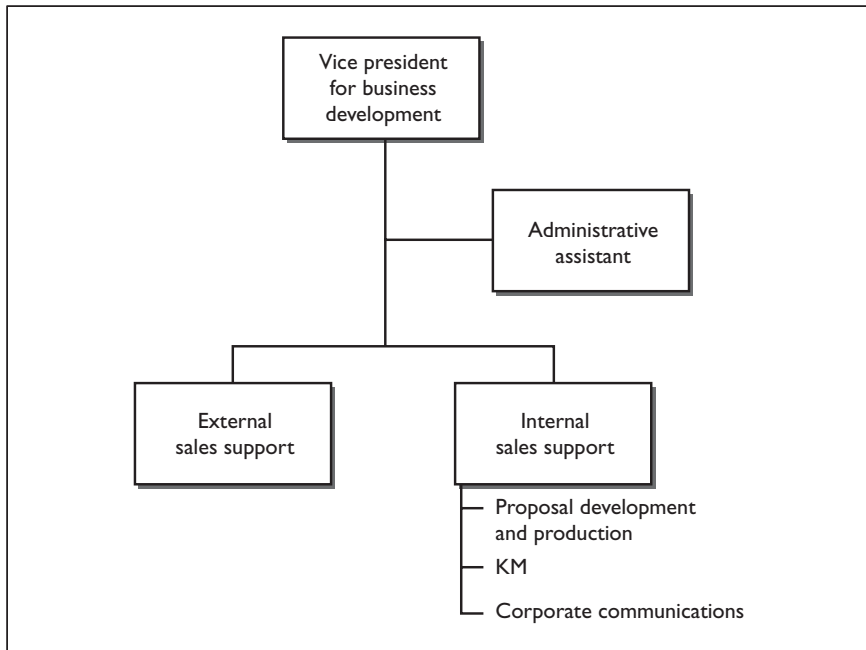 Vice president
for business
development
Administrative
assistant
External
sales support
Internal
sales support
Proposal development
and production
KM
Corporate communications